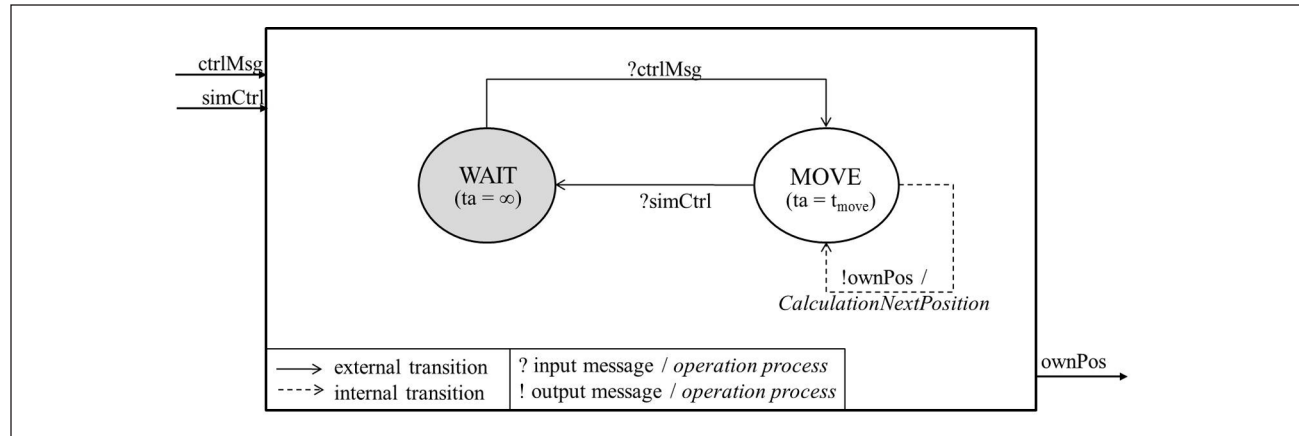 ctrlMsg
simCtrl
?ctrlMsg
WAIT
(ta = ∞)
MOVE
(ta = tmove)
?simCtrl
!ownPos /
CalculationNextPosition
external transition
internal transition
? input message / operation process
! output message / operation process
ownPos